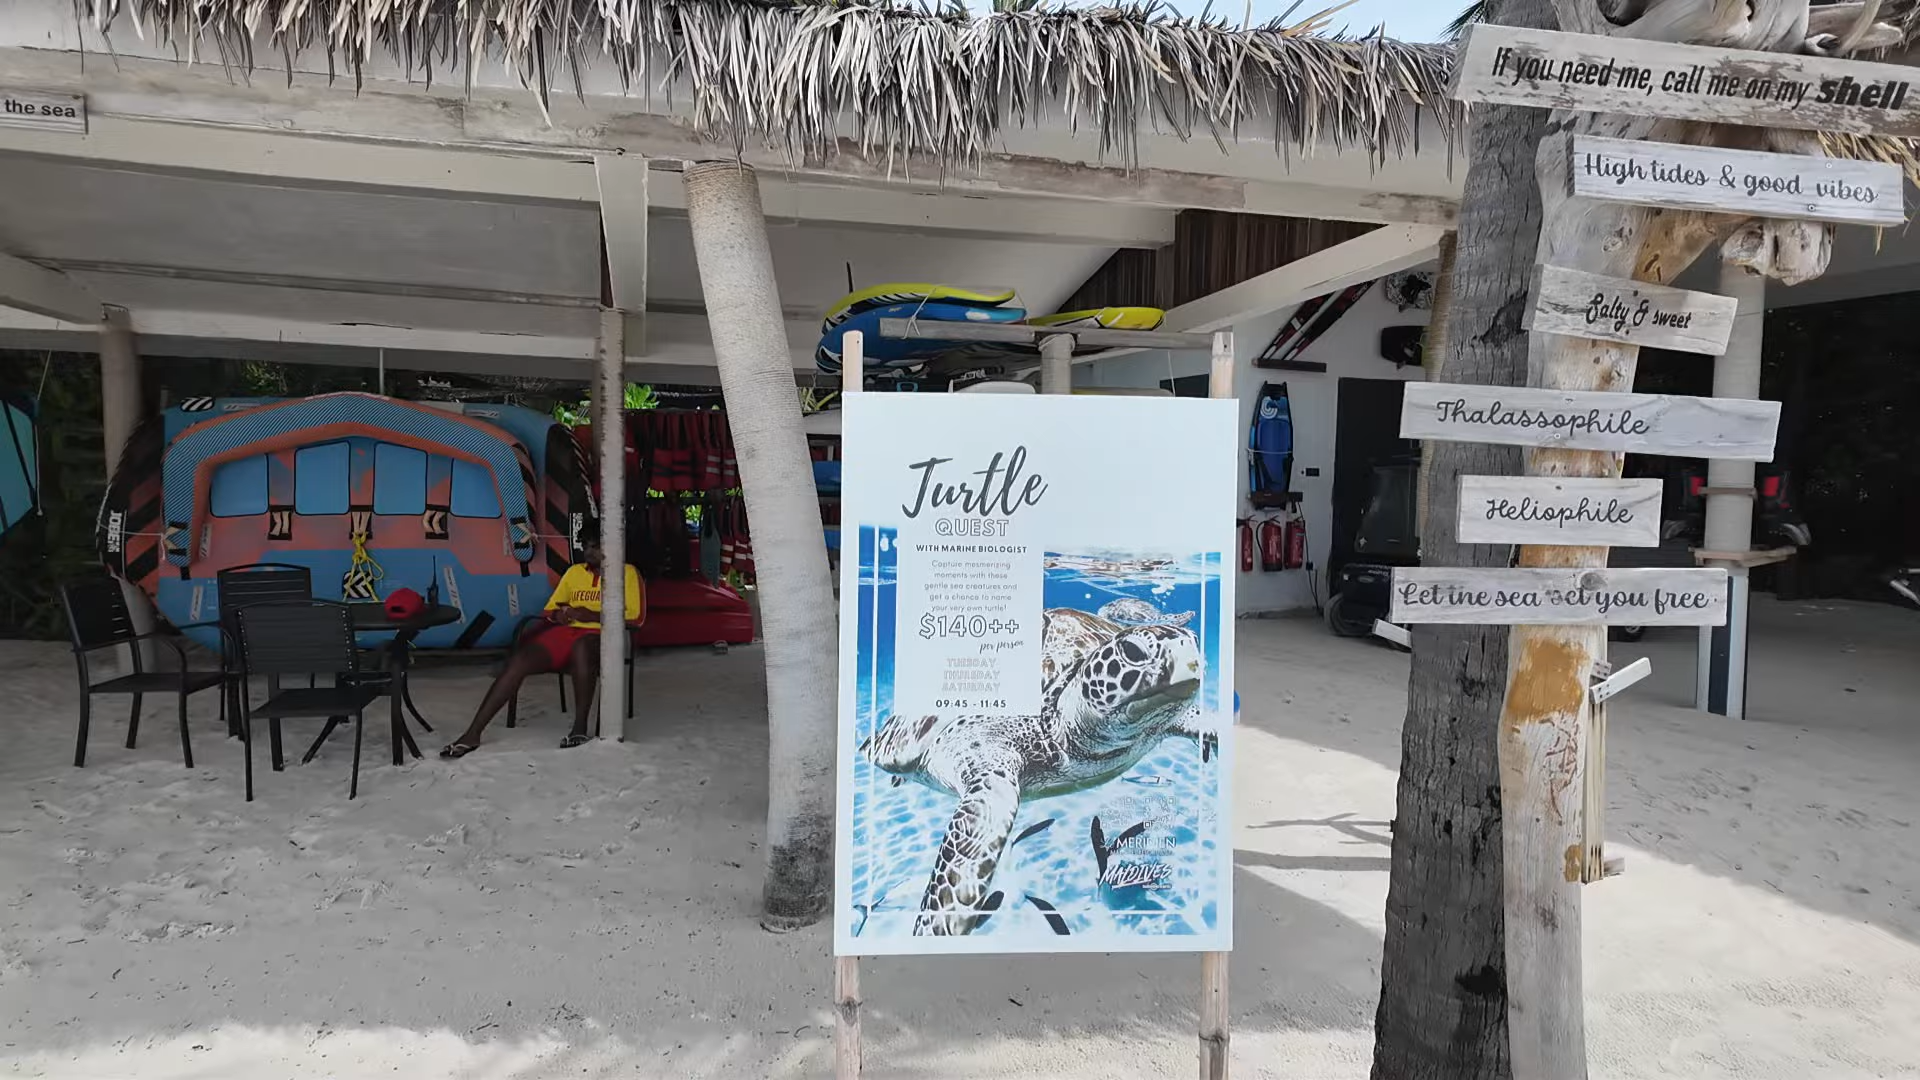 the sea
If you need me, call me on my shell
High tides & good vibes
Salty & sweet
Thalassophile
Heliophile
Let the sea set you free
Turtle
QUEST
WITH MARINE BIOLOGIST
Capture mesmerizing
moments with these
gentle sea creatures and
get a chance to name
your very own turtle!
$140++
per person
TUESDAY
THURSDAY
SATURDAY
09:45 - 11:45
MALDIVES
JOBE